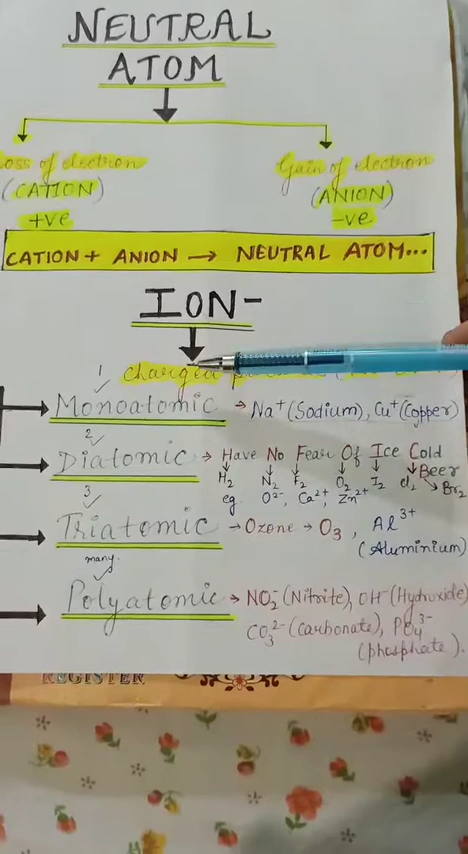 NEUTRAL
ATOM
Loss of electron
(CATION)
+ve
Gain of electron
(ANION)
-ve
CATION + ANION → NEUTRAL ATOM...
ION-
Charged
1
Monoatomic → Na⁺(Sodium), Cu⁺(Copper)
2
Diatomic → Have No Fear Of Ice Cold
Beer
H₂ N₂ F₂ O₂ I₂ Cl₂ Br₂
eg. O²⁻, Ca²⁺, Zn²⁺
3
Triatomic → Ozone → O₃, Al³⁺
(Aluminium)
many
Polyatomic → NO₂⁻(Nitrite), OH⁻(Hydroxide)
CO₃²⁻(Carbonate), PO₄³⁻
(phosphate).
REGISTER